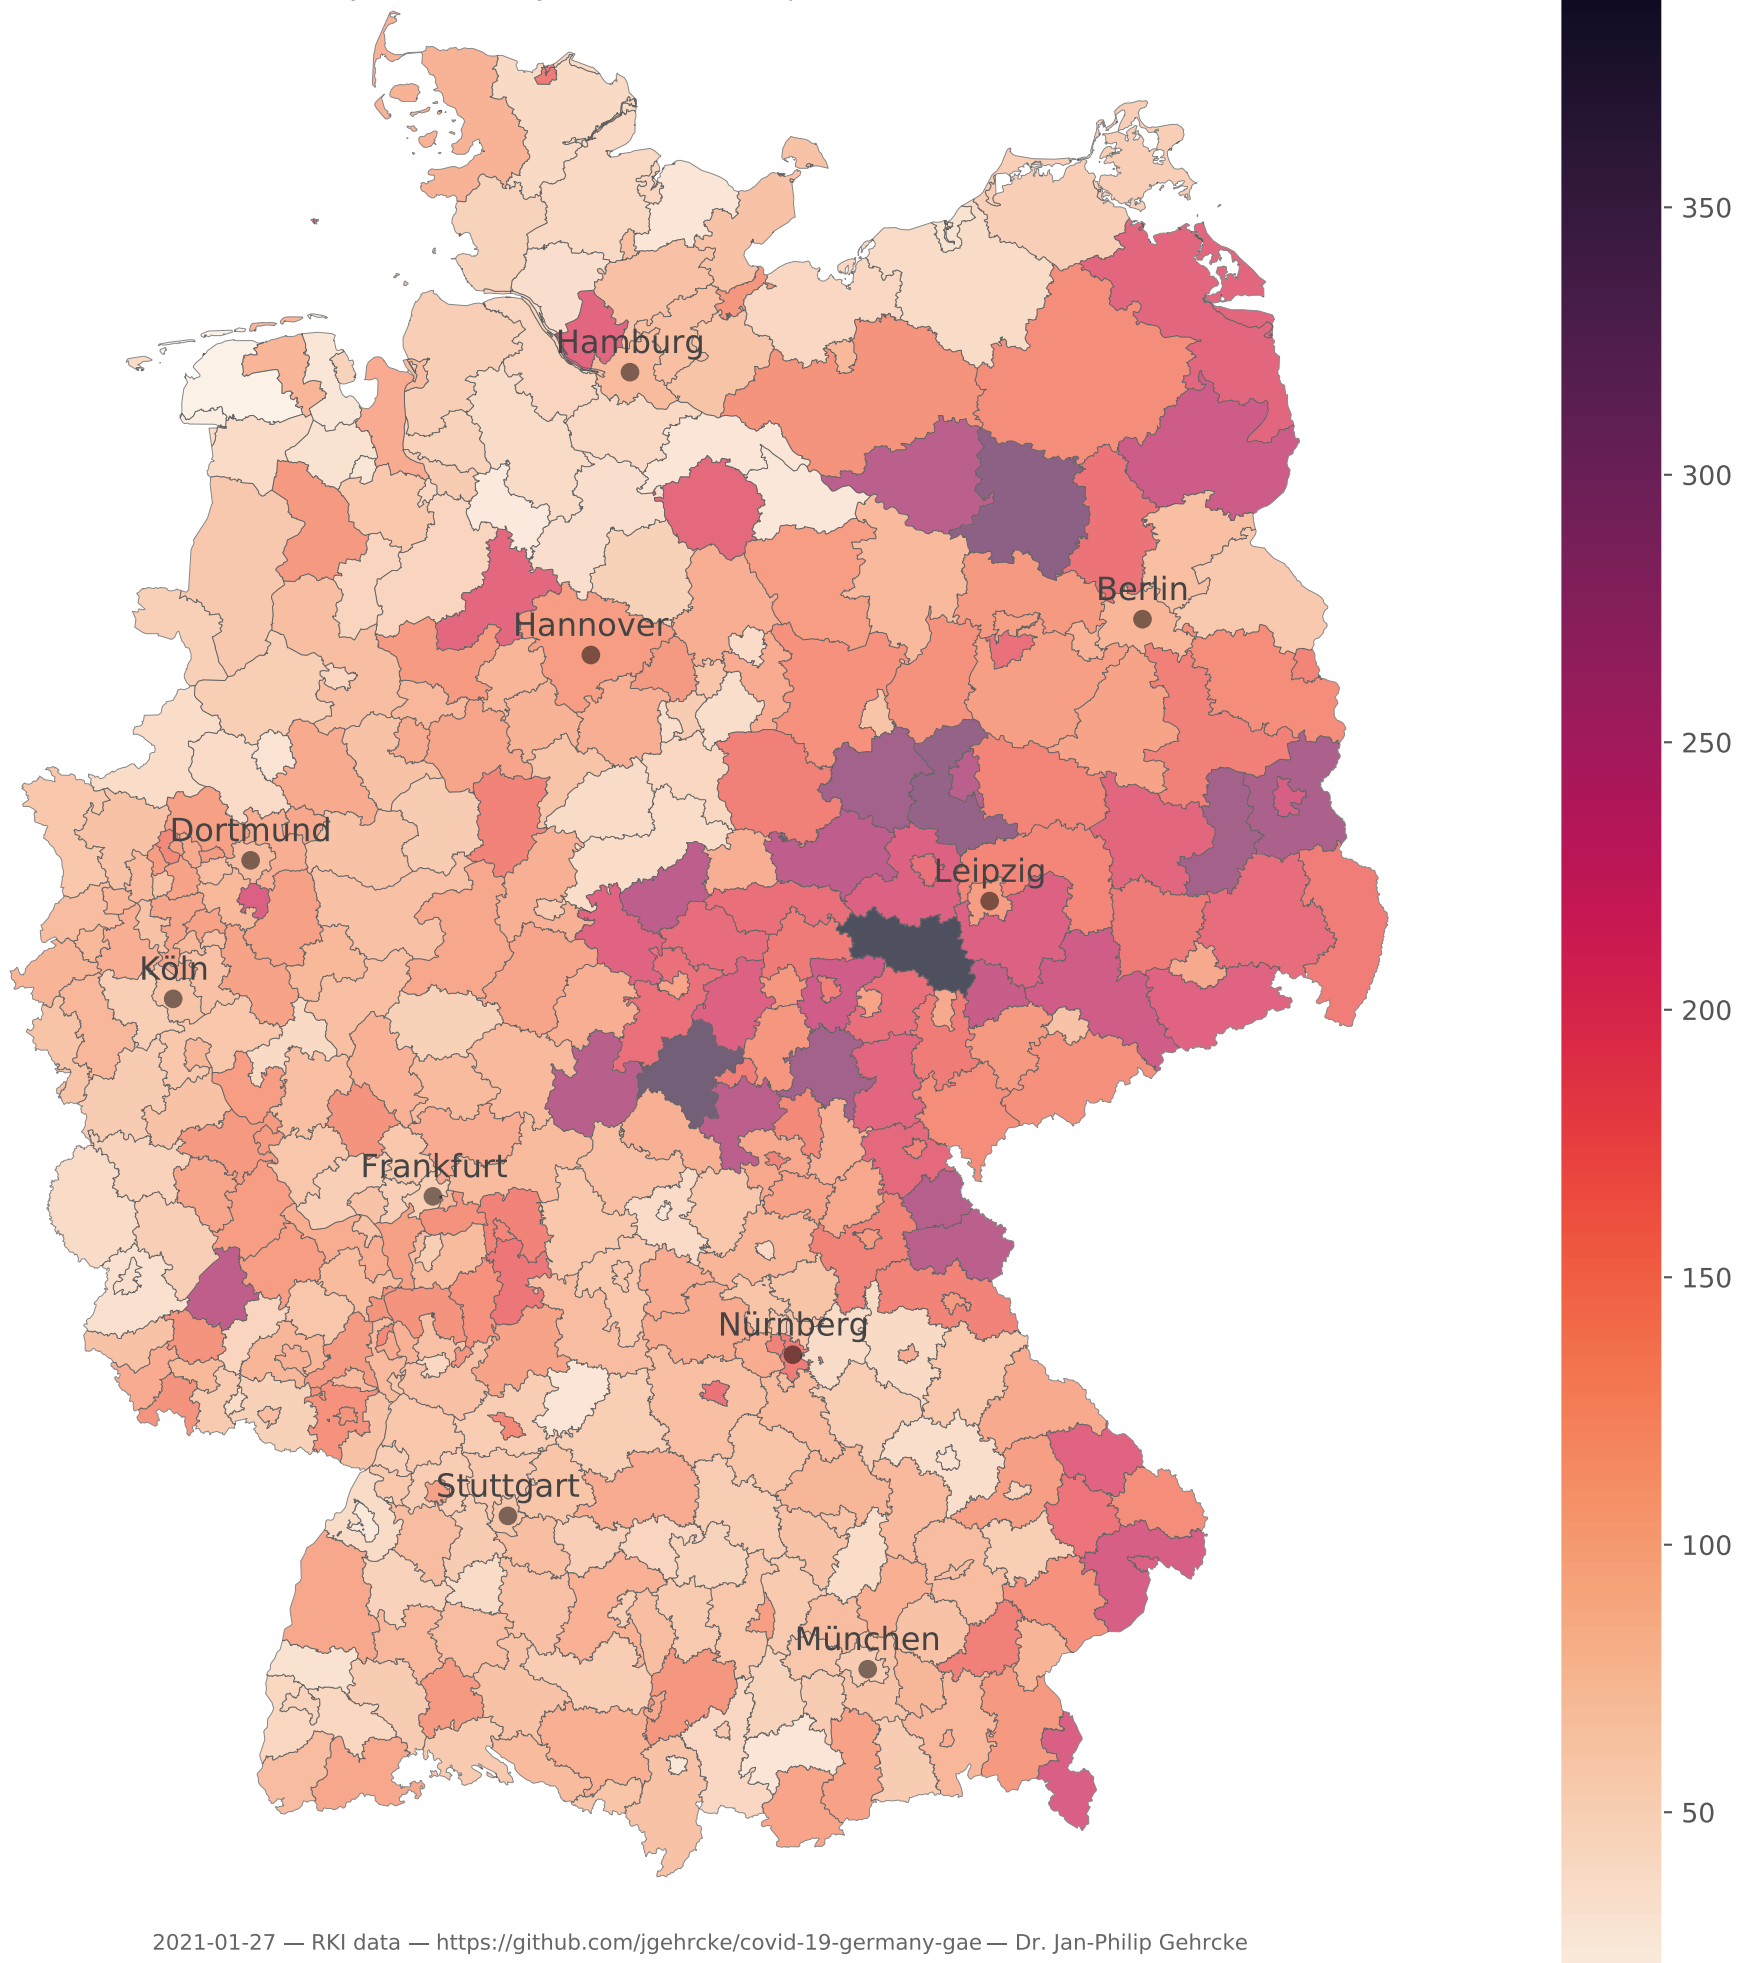 350
Hamburg
300
Berlin
Hannover
250
Dortmund
Leipzig
Köln
200
Frankfurt
150
Nürnberg
Stuttgart
100
München
50
2021-01-27 — RKI data — https://github.com/jgehrcke/covid-19-germany-gae — Dr. Jan-Philip Gehrcke